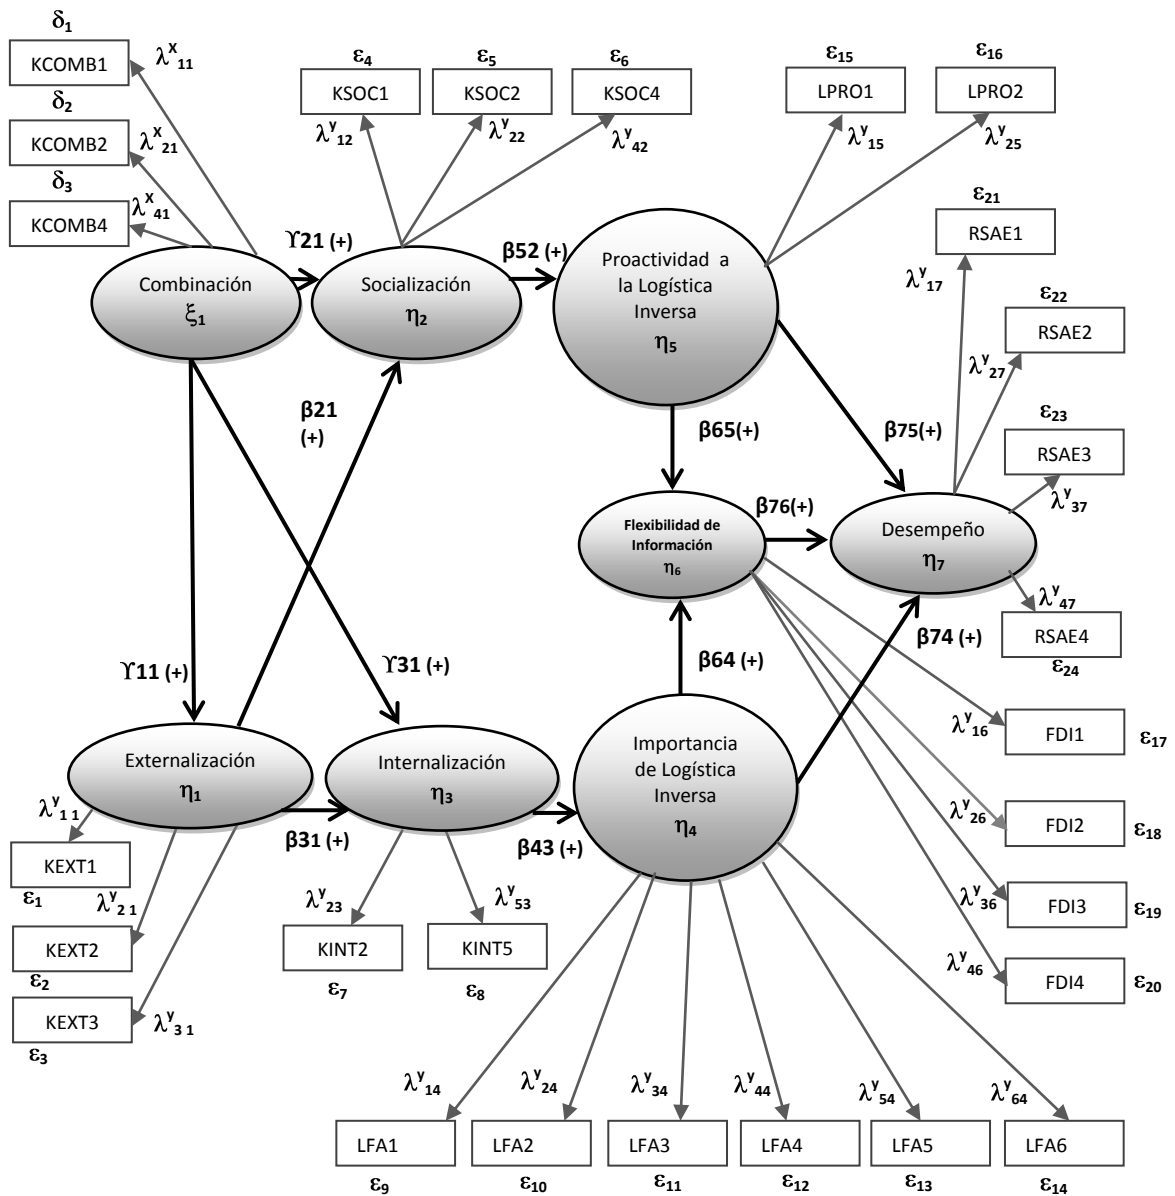 δ1
KCOMB1
λx11
δ2
KCOMB2
λx21
δ3
KCOMB4
λx41
ε4
KSOC1
λy12
ε5
KSOC2
λy22
ε6
KSOC4
λy42
ε15
LPRO1
λy15
ε16
LPRO2
λy25
ε21
RSAE1
λy17
ε22
RSAE2
λy27
ε23
RSAE3
λy37
λy47
RSAE4
ε24
Combinación
ξ1
ϒ21 (+)
Socialización
η2
β52 (+)
Proactividad a
la Logística
Inversa
η5
β21
(+)
β65(+)
β75(+)
Flexibilidad de
Información
η6
β76(+)
Desempeño
η7
β64 (+)
β74 (+)
ϒ11 (+)
ϒ31 (+)
Externalización
η1
β31 (+)
Internalización
η3
β43 (+)
Importancia
de Logística
Inversa
η4
λy16
FDI1
ε17
λy26
FDI2
ε18
λy36
FDI3
ε19
λy46
FDI4
ε20
λy1 1
KEXT1
ε1
λy2 1
KEXT2
ε2
KEXT3
λy3 1
ε3
λy23
KINT2
ε7
λy53
KINT5
ε8
λy14
LFA1
ε9
λy24
LFA2
ε10
λy34
LFA3
ε11
λy44
LFA4
ε12
λy54
LFA5
ε13
λy64
LFA6
ε14